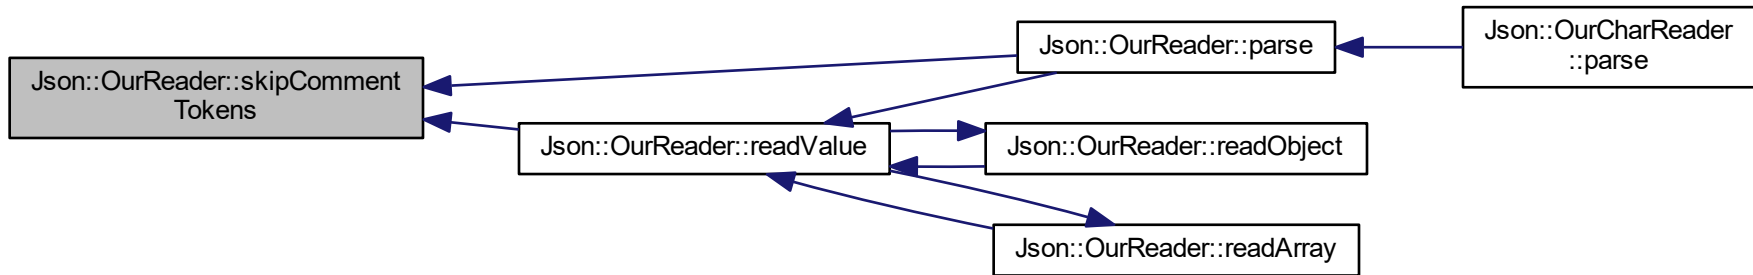 Json::OurReader::skipComment
Tokens
Json::OurReader::parse
Json::OurCharReader
::parse
Json::OurReader::readValue
Json::OurReader::readObject
Json::OurReader::readArray